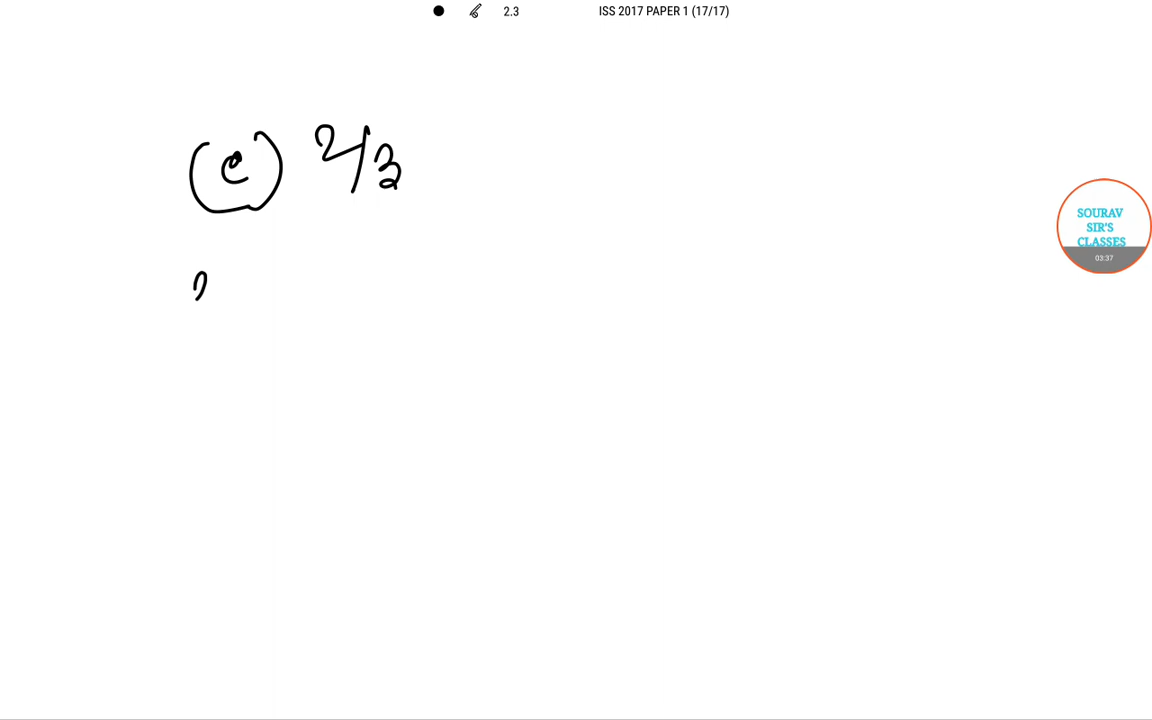 2.3 ISS 2017 PAPER 1 (17/17)
(c) 2/3
SOURAV
SIR'S
CLASSES
03:37